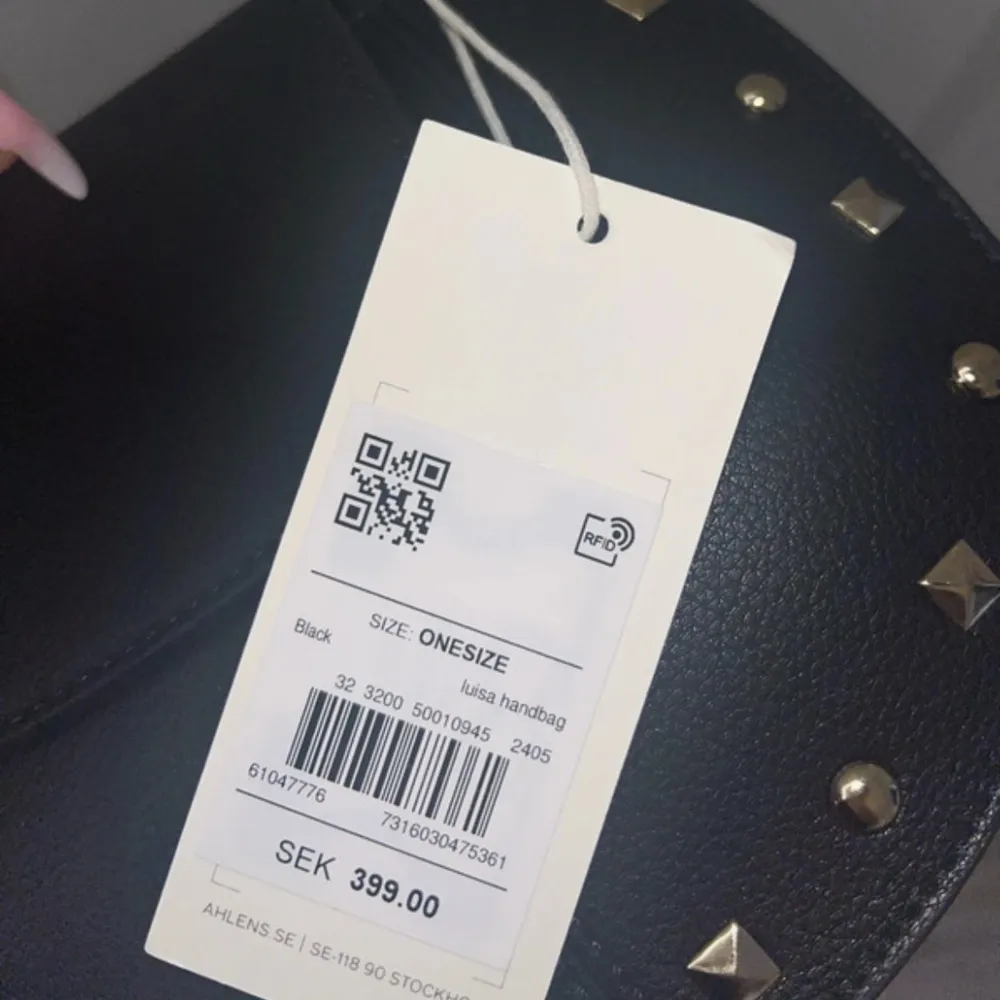 RFID
SIZE: ONESIZE
Black
luisa handbag
32 3200 50010945 2405
61047776
7316030475361
SEK 399.00
AHLENS.SE | SE-118 90